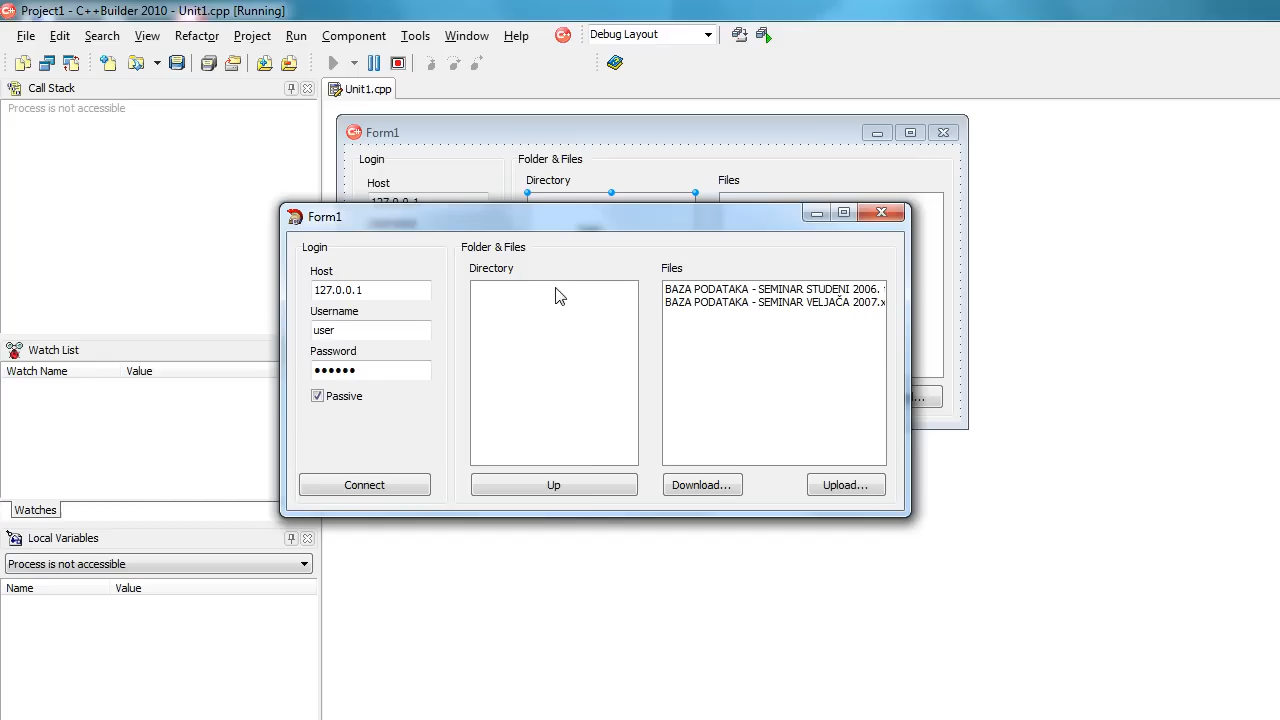 Project1 - C++Builder 2010 - Unit1.cpp [Running]
File Edit Search View Refactor Project Run Component Tools Window Help
Debug Layout
Call Stack
Process is not accessible
Unit1.cpp
Form1
Login
Folder & Files
Host
Directory
Files
127.0.0.1
Form1
Login
Host
127.0.0.1
Username
user
Password
••••••
Passive
Connect
Folder & Files
Directory
Up
Files
BAZA PODATAKA - SEMINAR STUDENI 2006.
BAZA PODATAKA - SEMINAR VELJAČA 2007.x
Download...
Upload...
Watch List
Watch Name Value
Watches
Local Variables
Process is not accessible
Name Value